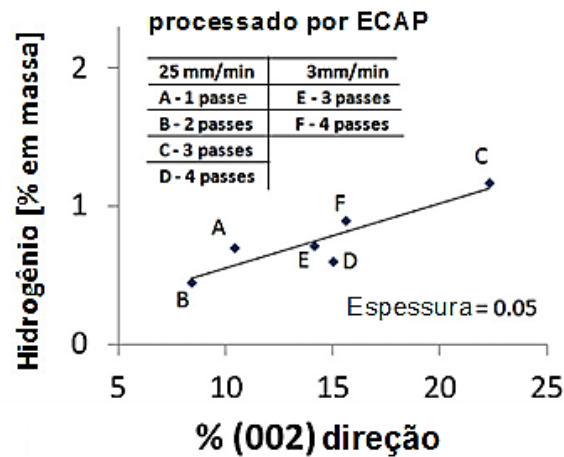 processado por ECAP
25 mm/min 3mm/min
A - 1 passe E - 3 passes
B - 2 passes F - 4 passes
C - 3 passes
D - 4 passes
Hidrogênio [% em massa]
2
1
0
A
B
E
F
D
C
Espessura = 0.05
5 10 15 20 25
% (002) direção